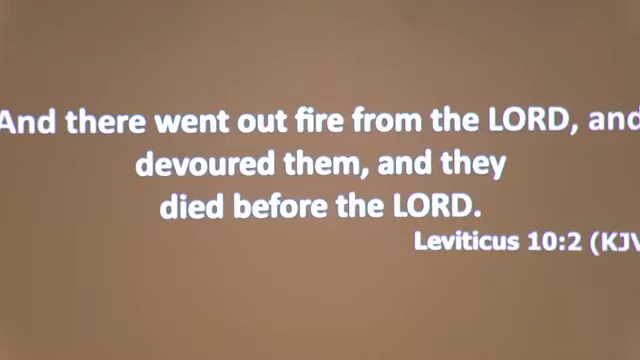 And there went out fire from the LORD, and
devoured them, and they
died before the LORD.
Leviticus 10:2 (KJV